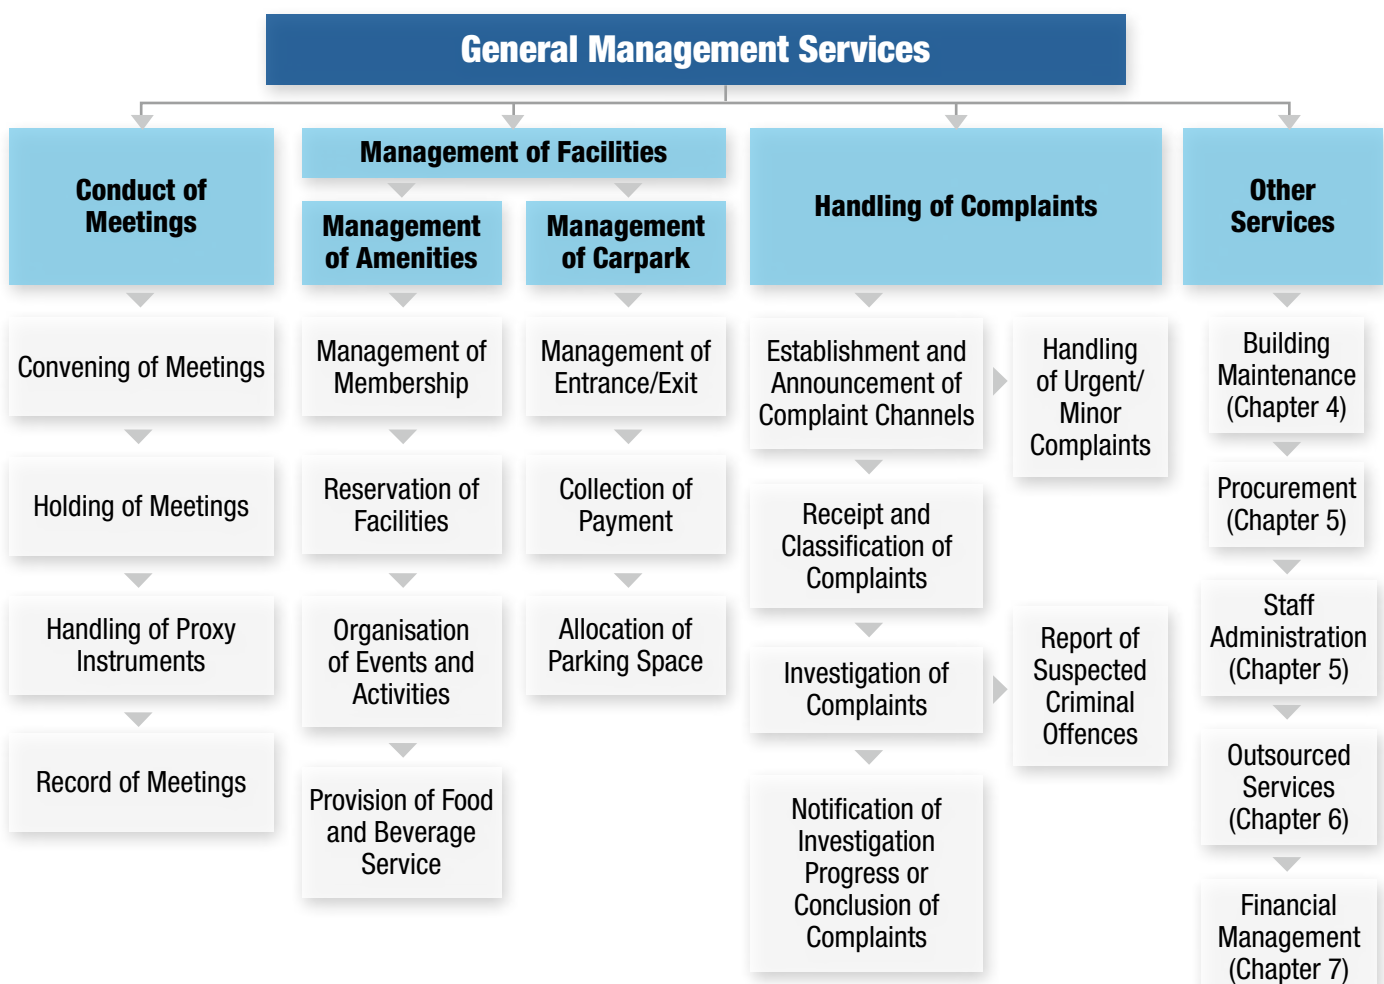 General Management Services
Conduct of
Meetings
Convening of Meetings
Holding of Meetings
Handling of Proxy
Instruments
Record of Meetings
Management of Facilities
Management
of Amenities
Management of
Membership
Reservation of
Facilities
Organisation
of Events and
Activities
Provision of Food
and Beverage
Service
Management
of Carpark
Management of
Entrance/Exit
Collection of
Payment
Allocation of
Parking Space
Handling of Complaints
Establishment and
Announcement of
Complaint Channels
Handling
of Urgent/
Minor
Complaints
Receipt and
Classification of
Complaints
Investigation of
Complaints
Report of
Suspected
Criminal
Offences
Notification of
Investigation
Progress or
Conclusion of
Complaints
Other
Services
Building
Maintenance
(Chapter 4)
Procurement
(Chapter 5)
Staff
Administration
(Chapter 5)
Outsourced
Services
(Chapter 6)
Financial
Management
(Chapter 7)